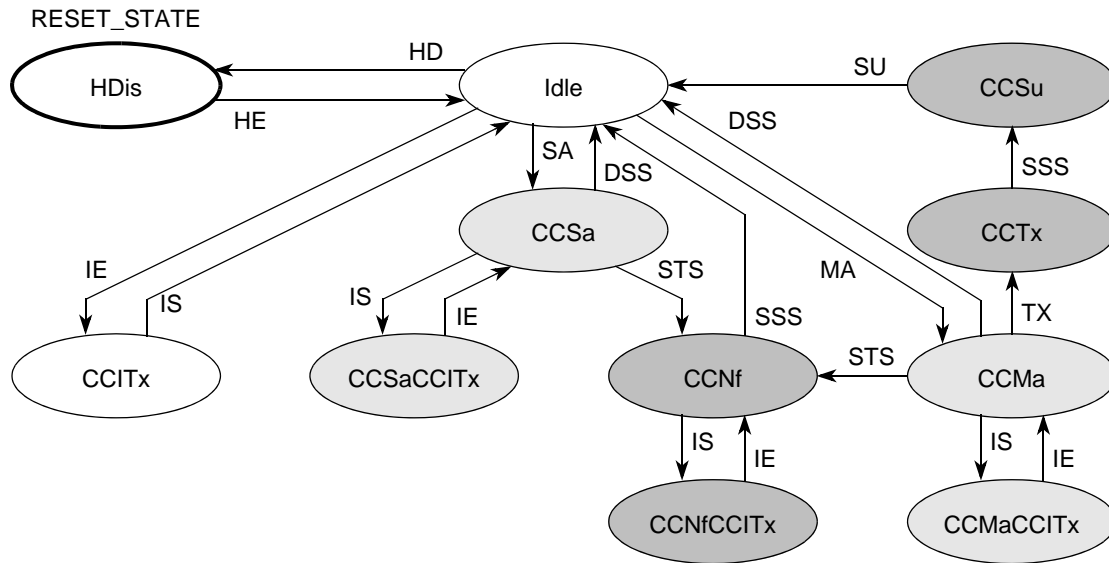 RESET_STATE
HDis
HD
HE
Idle
SU
CCSu
DSS
SA
DSS
SSS
CCSa
CCTx
IE
IS
IS
IE
STS
SSS
MA
TX
CCITx
CCSaCCITx
CCNf
STS
CCMa
IS
IE
IS
IE
CCNfCCITx
CCMaCCITx